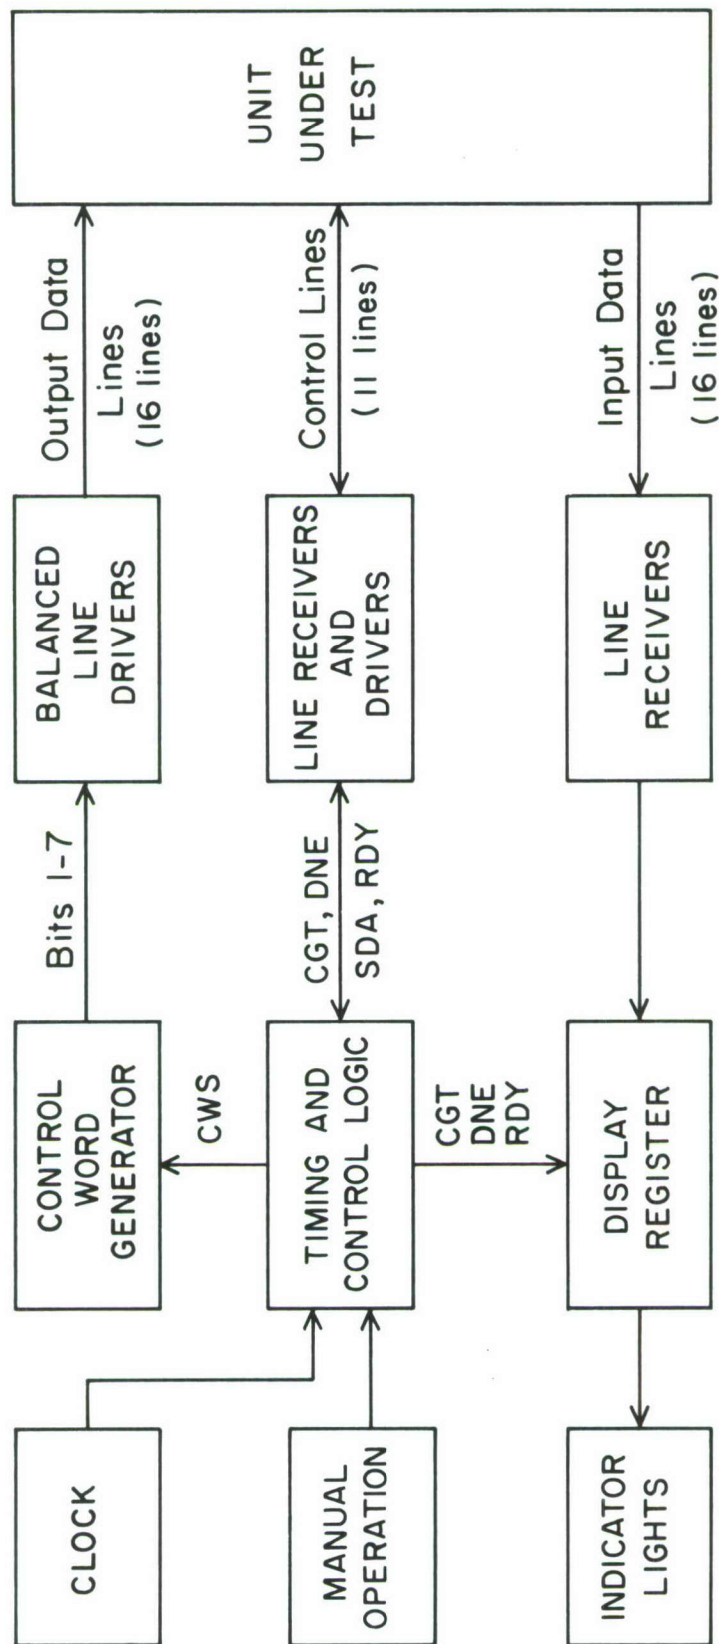 CLOCK
CONTROL
WORD
GENERATOR
Bits 1-7
BALANCED
LINE
DRIVERS
Output Data
Lines
(16 lines)
UNIT
UNDER
TEST
CWS
MANUAL
OPERATION
TIMING AND
CONTROL LOGIC
CGT, DNE
SDA, RDY
LINE RECEIVERS
AND
DRIVERS
Control Lines
(11 lines)
CGT
DNE
RDY
INDICATOR
LIGHTS
DISPLAY
REGISTER
LINE
RECEIVERS
Input Data
Lines
(16 lines)